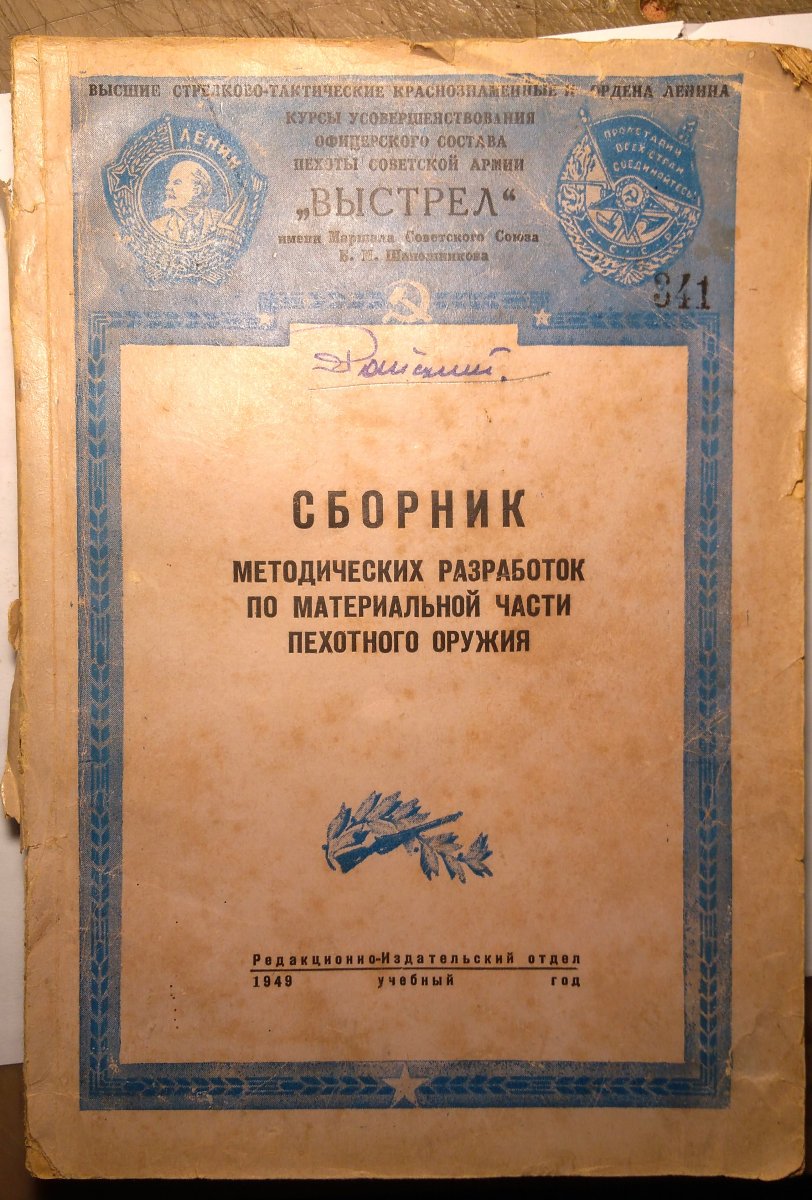 ВЫСШИЕ СТРЕЛКОВО-ТАКТИЧЕСКИЕ КРАСНОЗНАМЕННЫЕ И ОРДЕНА ЛЕНИНА
КУРСЫ УСОВЕРШЕНСТВОВАНИЯ
ОФИЦЕРСКОГО СОСТАВА
ПЕХОТЫ СОВЕТСКОЙ АРМИИ
„ВЫСТРЕЛ“
имени Маршала Советского Союза
Б. М. Шапошникова
ЛЕНИН
ПРОЛЕТАРИИ
ВСЕХ СТРАН
СОЕДИНЯЙТЕСЬ!
С.С.С.Р.
941
СБОРНИК
МЕТОДИЧЕСКИХ РАЗРАБОТОК
ПО МАТЕРИАЛЬНОЙ ЧАСТИ
ПЕХОТНОГО ОРУЖИЯ
Редакционно-Издательский отдел
1949 учебный год